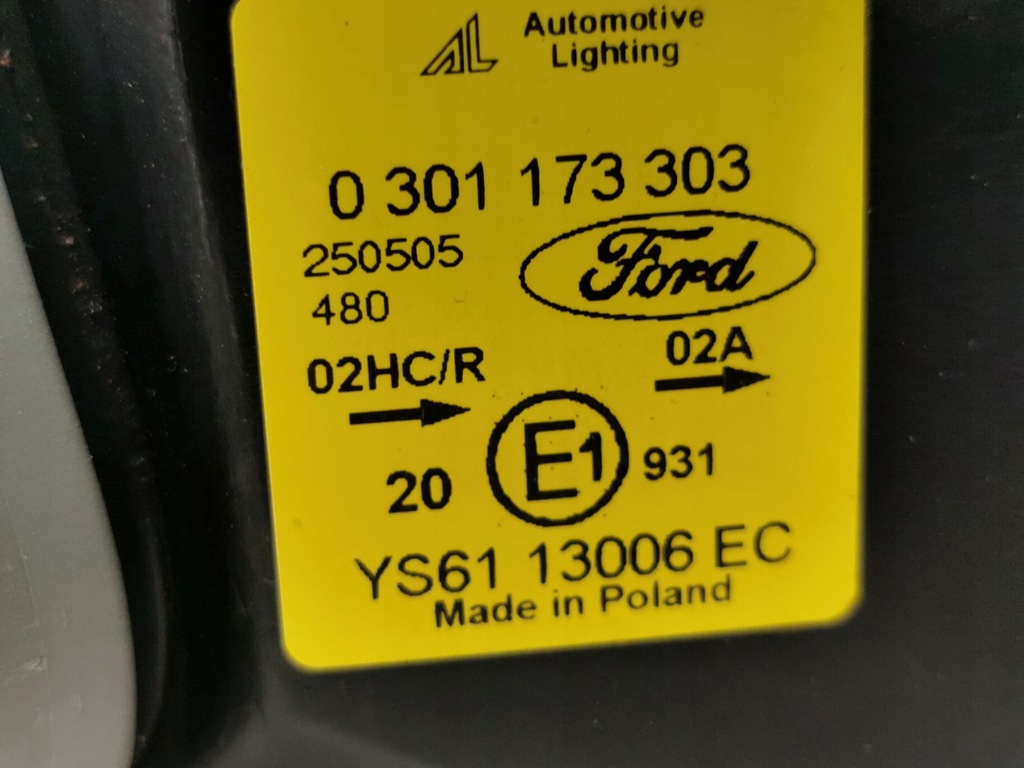 AL Automotive
Lighting
0 301 173 303
250505
Ford
480
02HC/R
02A
20
E1
931
YS61 13006 EC
Made in Poland